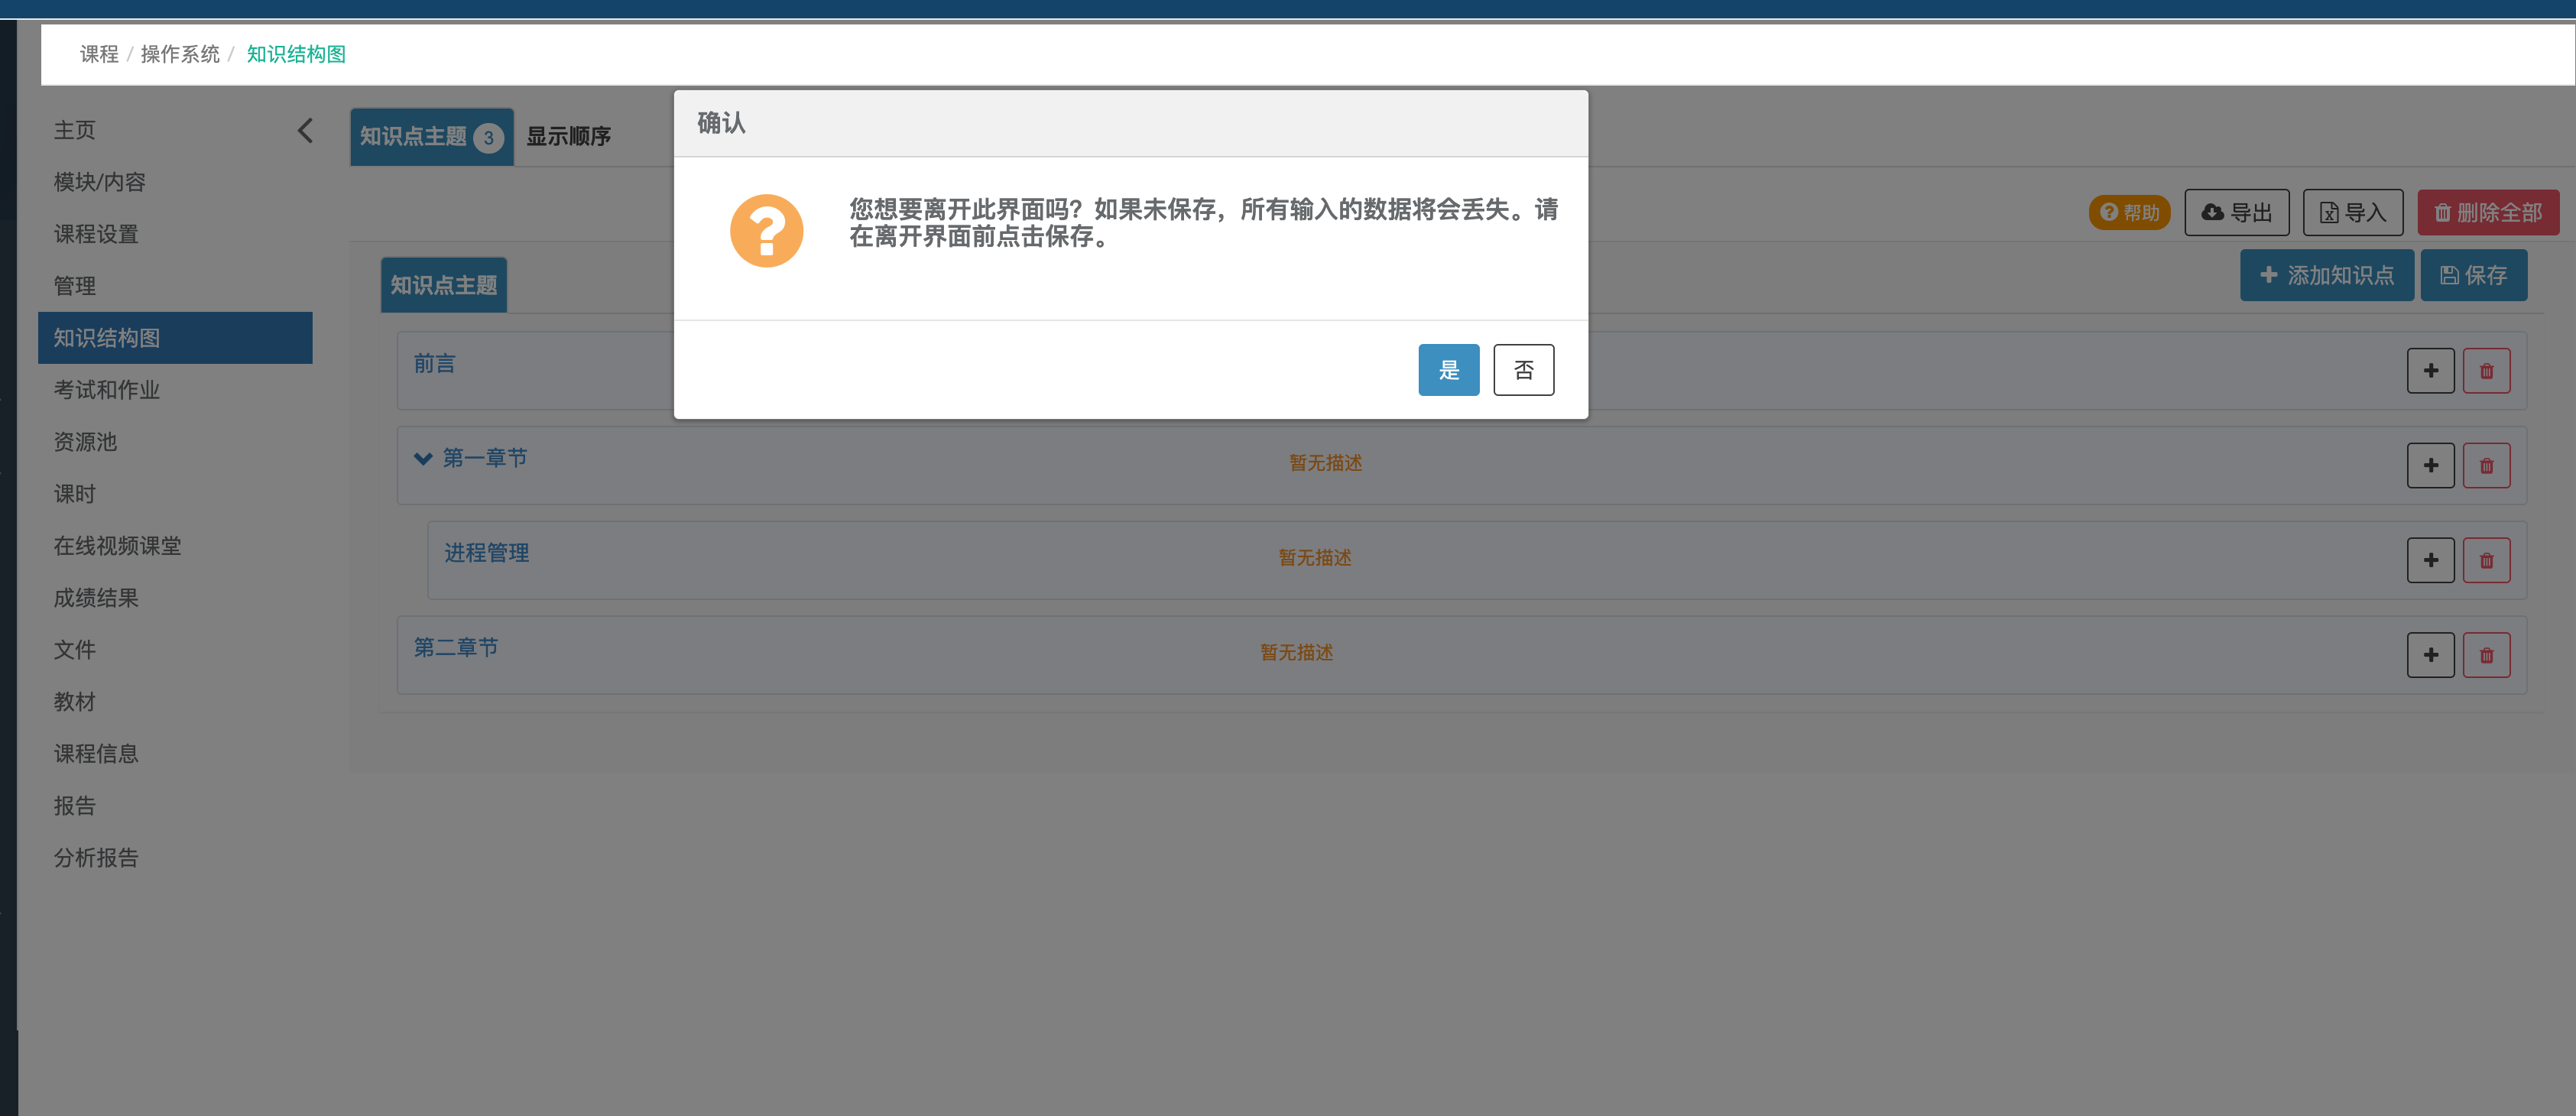 课程 / 操作系统 / 知识结构图
主页
模块/内容
课程设置
管理
知识结构图
考试和作业
资源池
课时
在线视频课堂
成绩结果
文件
教材
课程信息
报告
分析报告
知识点主题 3 显示顺序
帮助 导出 导入 删除全部
知识点主题
添加知识点 保存
前言
第一章节 暂无描述
进程管理 暂无描述
第二章节 暂无描述
确认
您想要离开此界面吗？如果未保存，所有输入的数据将会丢失。请
在离开界面前点击保存。
是 否